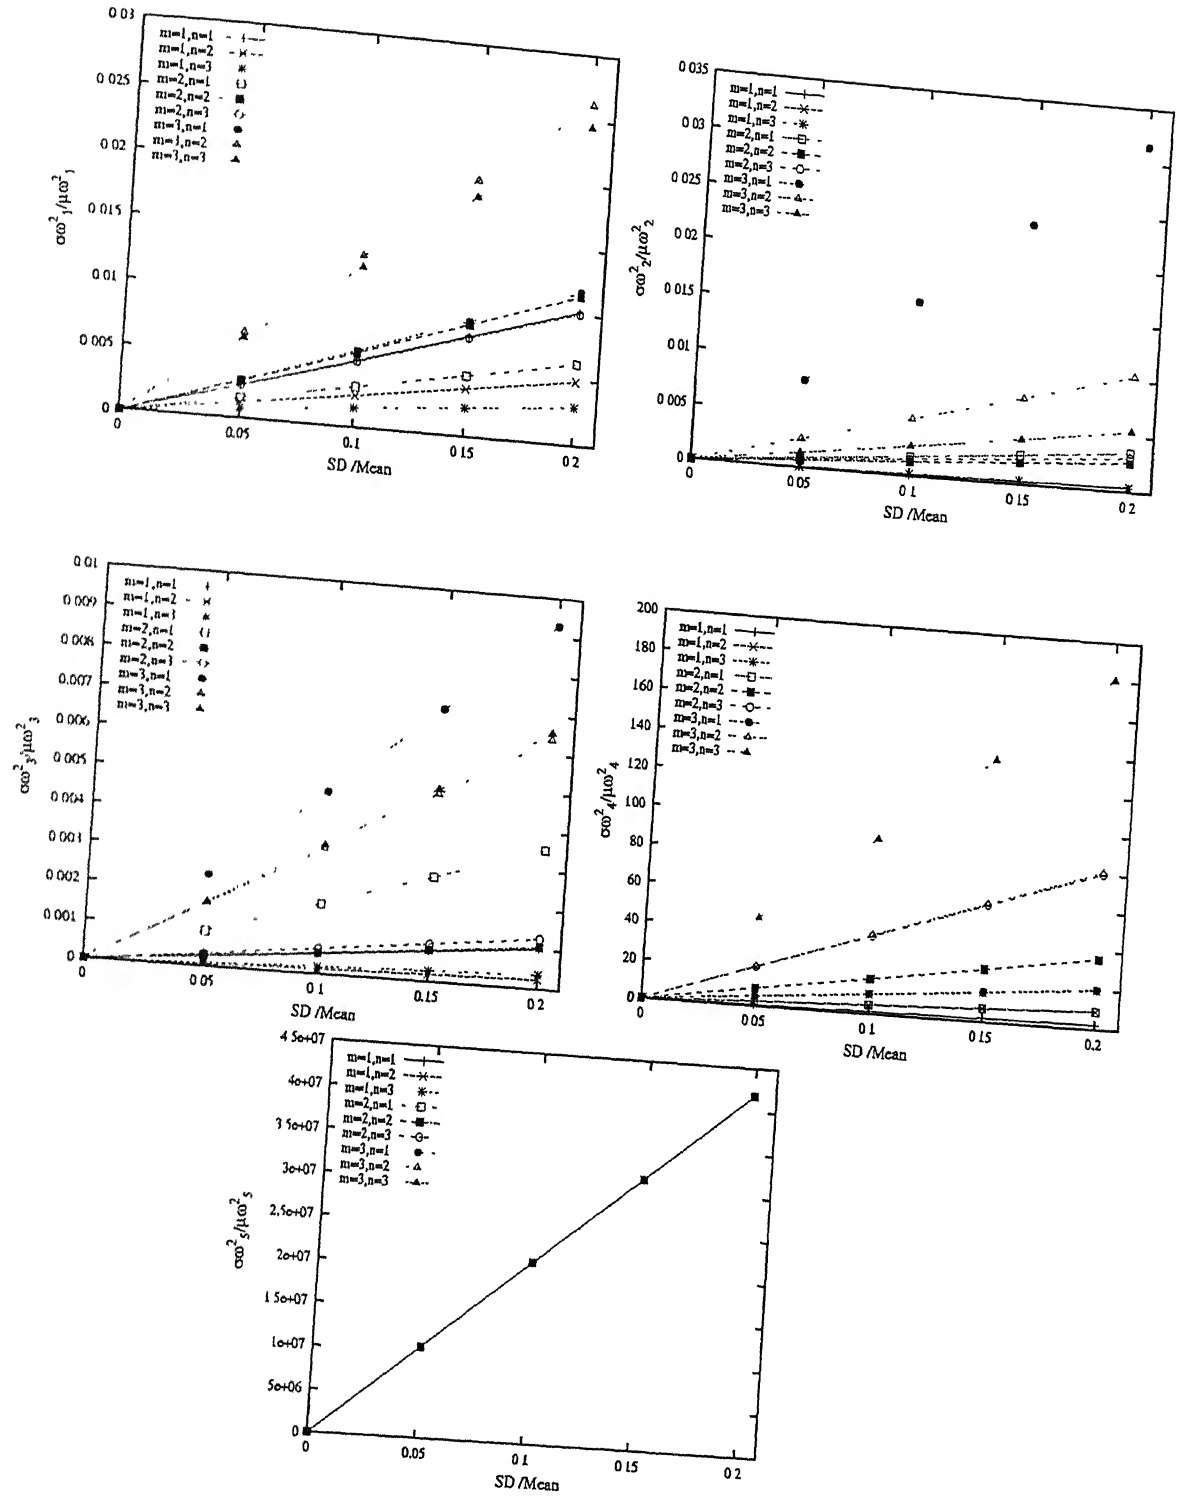 0 03
0 025
0 02
0 015
0 01
0 005
0
σω²₁/μω²₁
m=1,n=1
m=1,n=2
m=1,n=3
m=2,n=1
m=2,n=2
m=2,n=3
m=3,n=1
m=3,n=2
m=3,n=3
0
0.05
0.1
0.15
0.2
SD /Mean
0 035
0 03
0 025
0 02
0 015
0 01
0 005
0
σω²₂/μω²₂
m=1,n=1
m=1,n=2
m=1,n=3
m=2,n=1
m=2,n=2
m=2,n=3
m=3,n=1
m=3,n=2
m=3,n=3
0
0 05
0 1
0 15
0 2
SD /Mean
0 01
0 009
0 008
0 007
0 006
0 005
0 004
0 003
0 002
0 001
0
σω²₃/μω²₃
m=1,n=1
m=1,n=2
m=1,n=3
m=2,n=1
m=2,n=2
m=2,n=3
m=3,n=1
m=3,n=2
m=3,n=3
0
0 05
0 1
0.15
0.2
SD /Mean
200
180
160
140
120
100
80
60
40
20
0
σω²₄/μω²₄
m=1,n=1
m=1,n=2
m=1,n=3
m=2,n=1
m=2,n=2
m=2,n=3
m=3,n=1
m=3,n=2
m=3,n=3
0
0 05
0.1
0 15
0.2
SD /Mean
4 5e+07
4e+07
3 5e+07
3e+07
2.5e+07
2e+07
1 5e+07
1e+07
5e+06
0
σω²₅/μω²₅
m=1,n=1
m=1,n=2
m=1,n=3
m=2,n=1
m=2,n=2
m=2,n=3
m=3,n=1
m=3,n=2
m=3,n=3
0
0.05
0 1
0 15
0 2
SD /Mean